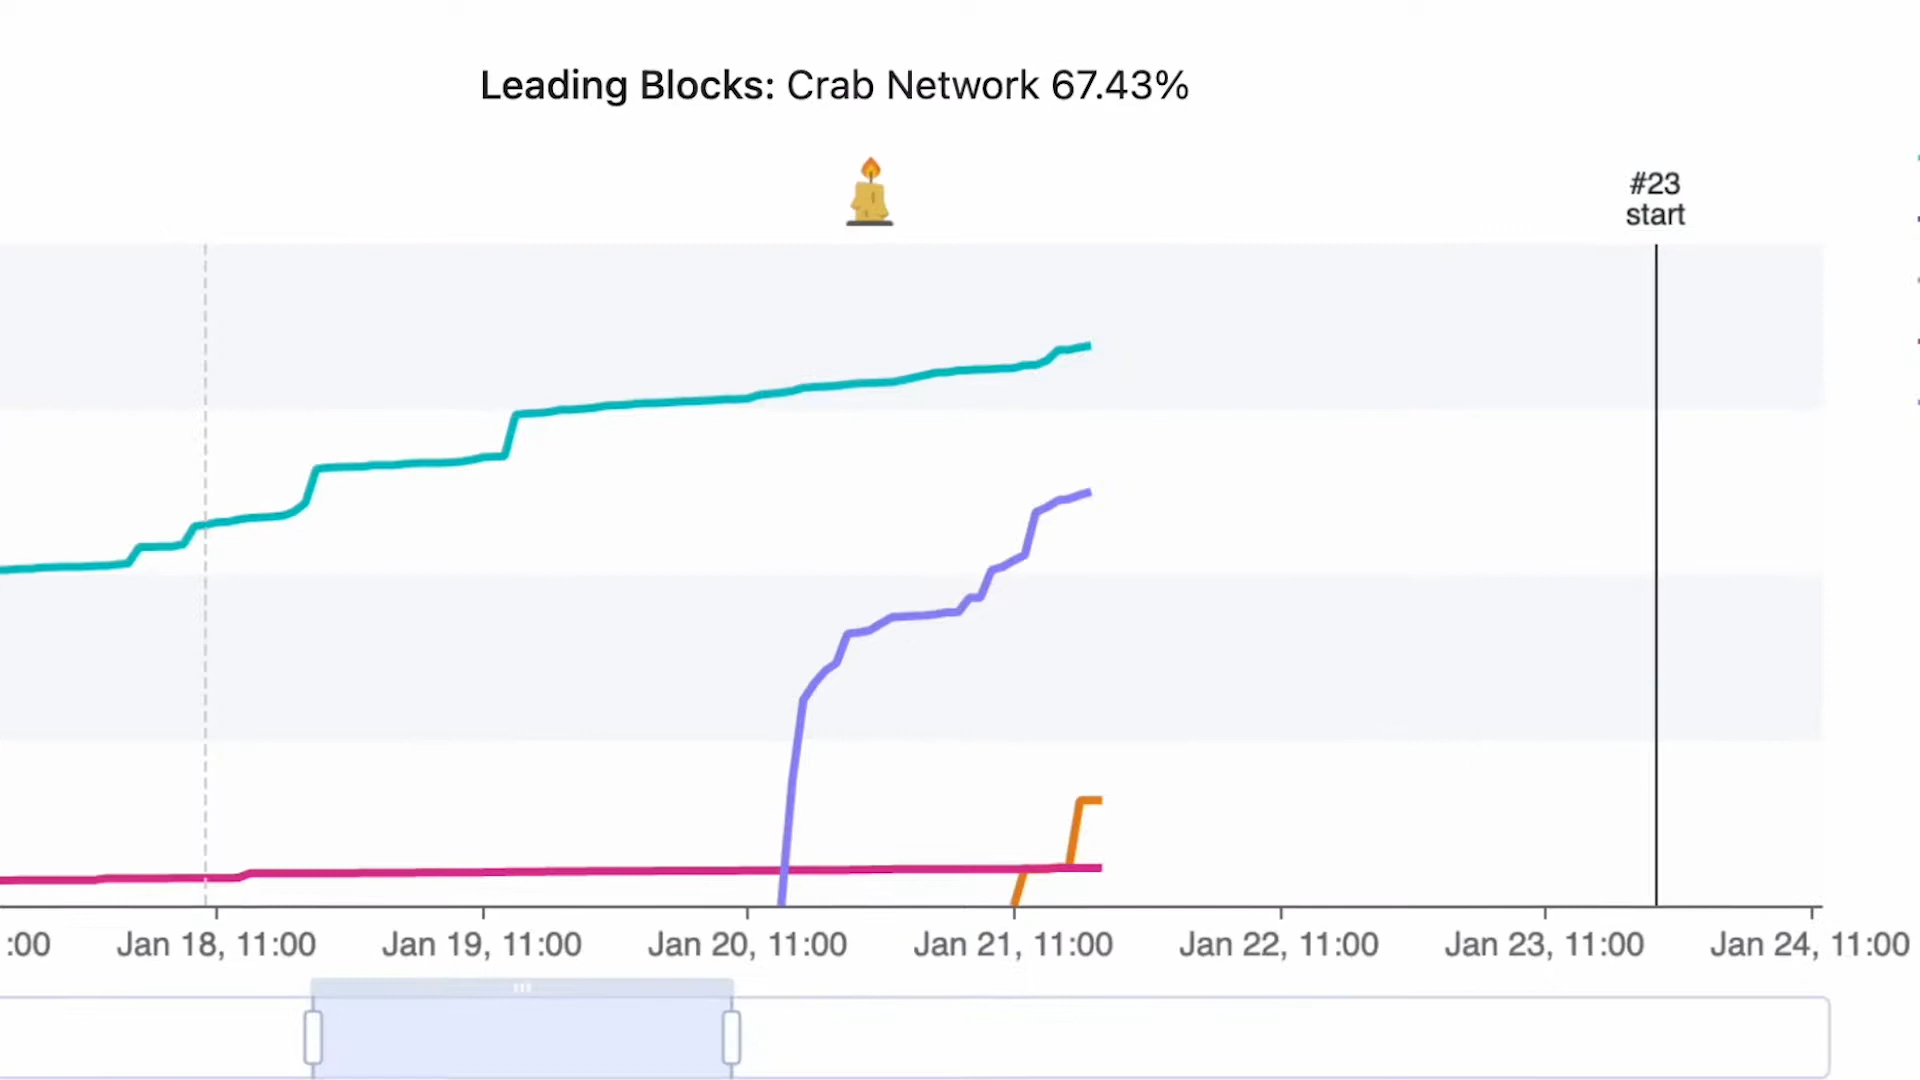 Leading Blocks: Crab Network 67.43%
#23
start
:00
Jan 18, 11:00
Jan 19, 11:00
Jan 20, 11:00
Jan 21, 11:00
Jan 22, 11:00
Jan 23, 11:00
Jan 24, 11:00